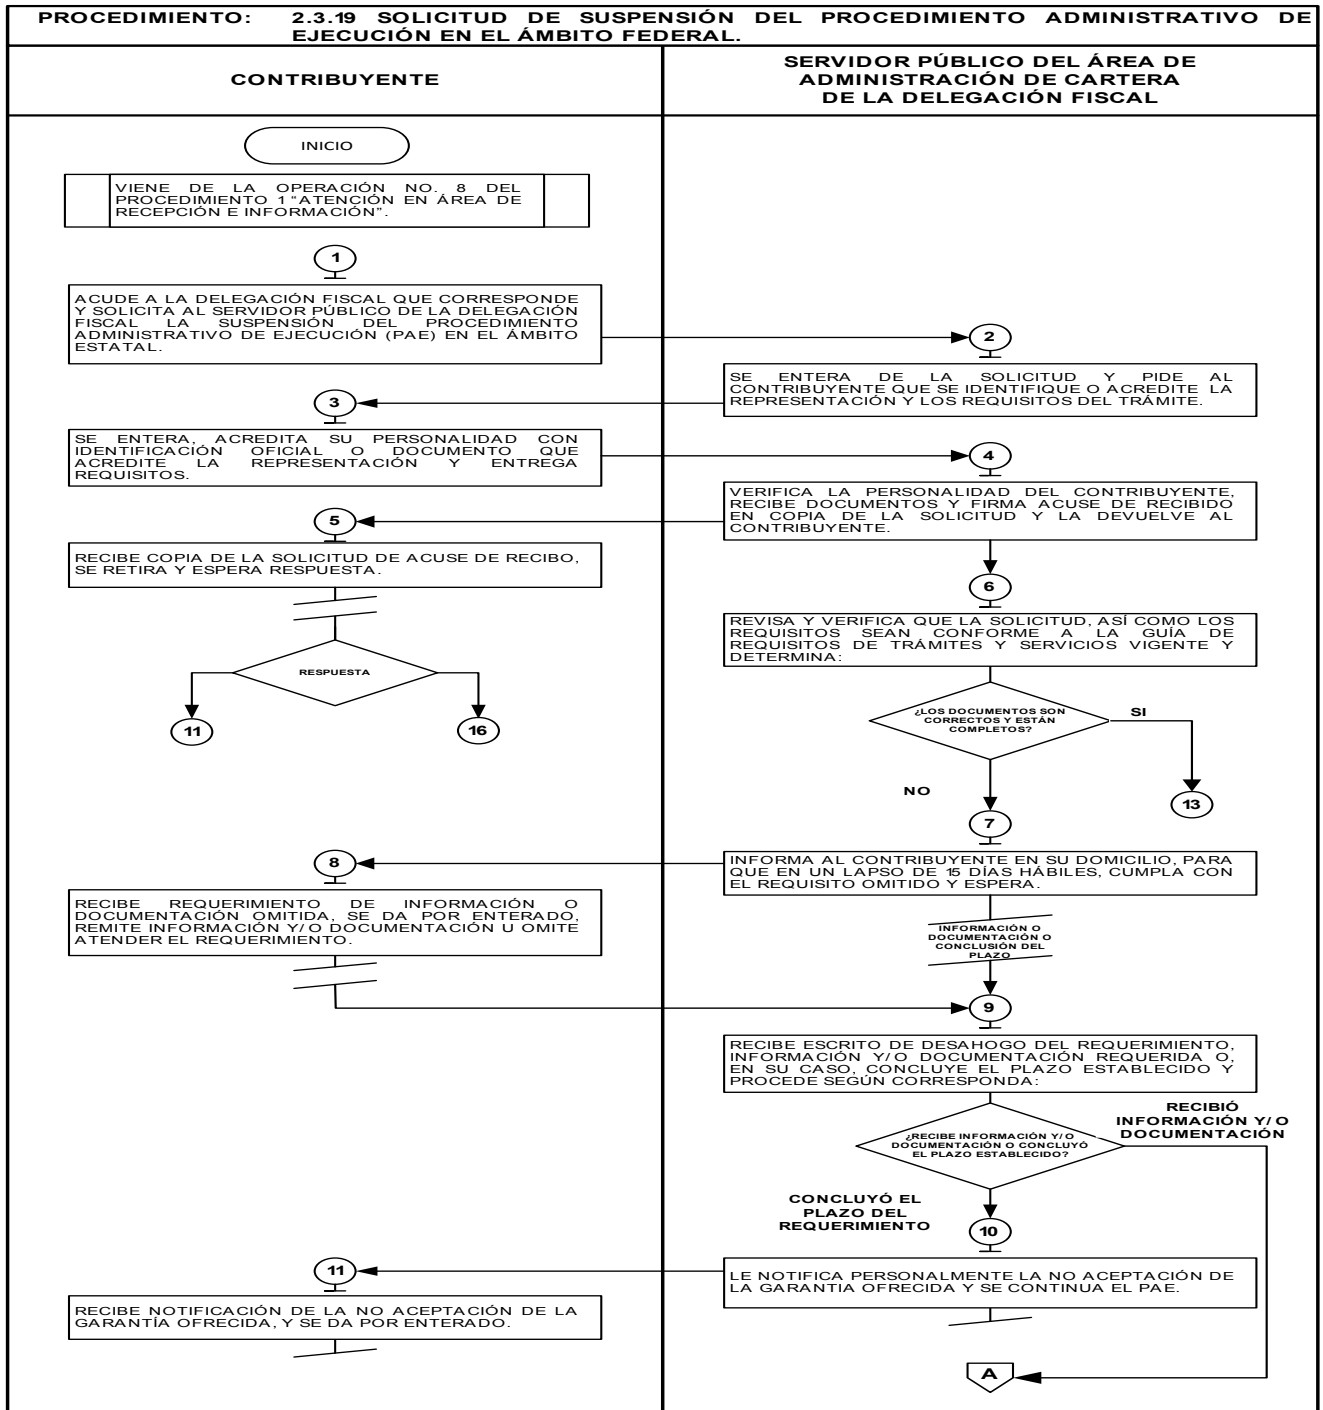 PROCEDIMIENTO: 2.3.19 SOLICITUD DE SUSPENSIÓN DEL PROCEDIMIENTO ADMINISTRATIVO DE
EJECUCIÓN EN EL ÁMBITO FEDERAL.
CONTRIBUYENTE
SERVIDOR PÚBLICO DEL ÁREA DE
ADMINISTRACIÓN DE CARTERA
DE LA DELEGACIÓN FISCAL
INICIO
VIENE DE LA OPERACIÓN NO. 8 DEL
PROCEDIMIENTO 1 "ATENCIÓN EN ÁREA DE
RECEPCIÓN E INFORMACIÓN".
1
ACUDE A LA DELEGACIÓN FISCAL QUE CORRESPONDE
Y SOLICITA AL SERVIDOR PÚBLICO DE LA DELEGACIÓN
FISCAL LA SUSPENSIÓN DEL PROCEDIMIENTO
ADMINISTRATIVO DE EJECUCIÓN (PAE) EN EL ÁMBITO
ESTATAL.
2
SE ENTERA DE LA SOLICITUD Y PIDE AL
CONTRIBUYENTE QUE SE IDENTIFIQUE O ACREDITE LA
REPRESENTACIÓN Y LOS REQUISITOS DEL TRÁMITE.
3
SE ENTERA, ACREDITA SU PERSONALIDAD CON
IDENTIFICACIÓN OFICIAL O DOCUMENTO QUE
ACREDITE LA REPRESENTACIÓN Y ENTREGA
REQUISITOS.
4
VERIFICA LA PERSONALIDAD DEL CONTRIBUYENTE,
RECIBE DOCUMENTOS Y FIRMA ACUSE DE RECIBIDO
EN COPIA DE LA SOLICITUD Y LA DEVUELVE AL
CONTRIBUYENTE.
5
RECIBE COPIA DE LA SOLICITUD DE ACUSE DE RECIBO,
SE RETIRA Y ESPERA RESPUESTA.
RESPUESTA
11
16
6
REVISA Y VERIFICA QUE LA SOLICITUD, ASÍ COMO LOS
REQUISITOS SEAN CONFORME A LA GUÍA DE
REQUISITOS DE TRÁMITES Y SERVICIOS VIGENTE Y
DETERMINA:
¿LOS DOCUMENTOS SON
CORRECTOS Y ESTÁN
COMPLETOS?
SI
13
NO
7
INFORMA AL CONTRIBUYENTE EN SU DOMICILIO, PARA
QUE EN UN LAPSO DE 15 DÍAS HÁBILES, CUMPLA CON
EL REQUISITO OMITIDO Y ESPERA.
8
RECIBE REQUERIMIENTO DE INFORMACIÓN O
DOCUMENTACIÓN OMITIDA, SE DA POR ENTERADO,
REMITE INFORMACIÓN Y/O DOCUMENTACIÓN U OMITE
ATENDER EL REQUERIMIENTO.
INFORMACIÓN O
DOCUMENTACIÓN O
CONCLUSIÓN DEL
PLAZO
9
RECIBE ESCRITO DE DESAHOGO DEL REQUERIMIENTO,
INFORMACIÓN Y/O DOCUMENTACIÓN REQUERIDA O,
EN SU CASO, CONCLUYE EL PLAZO ESTABLECIDO Y
PROCEDE SEGÚN CORRESPONDA:
¿RECIBE INFORMACIÓN Y/O
DOCUMENTACIÓN O CONCLUYÓ
EL PLAZO ESTABLECIDO?
RECIBIÓ
INFORMACIÓN Y/O
DOCUMENTACIÓN
CONCLUYÓ EL
PLAZO DEL
REQUERIMIENTO
10
LE NOTIFICA PERSONALMENTE LA NO ACEPTACIÓN DE
LA GARANTIA OFRECIDA Y SE CONTINUA EL PAE.
11
RECIBE NOTIFICACIÓN DE LA NO ACEPTACIÓN DE LA
GARANTÍA OFRECIDA, Y SE DA POR ENTERADO.
A